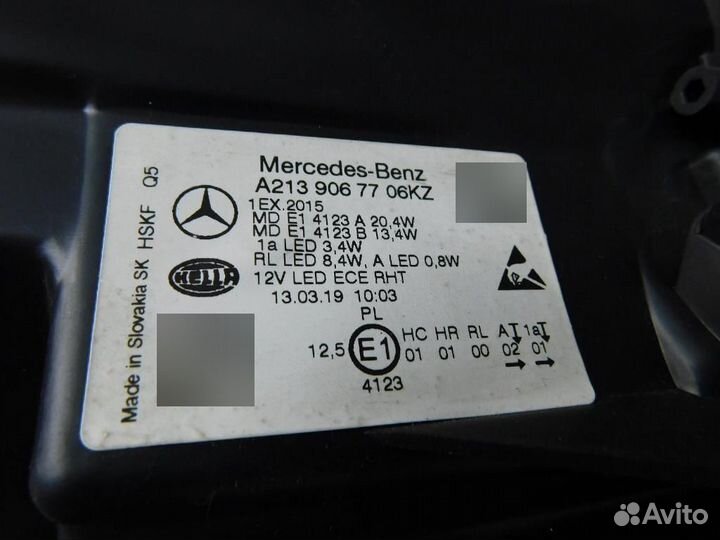 Mercedes-Benz
A213 906 77 06KZ
1EX.2015
MD E1 4123 A 20,4W
MD E1 4123 B 13,4W
1a LED 3,4W
RL LED 8,4W, A LED 0,8W
12V LED ECE RHT
13.03.19 10:03
PL
HC HR RL A 1a
12,5 E1 01 01 00 02 01
4123
HELLA
Made in Slovakia SK HSKF Q5
Avito